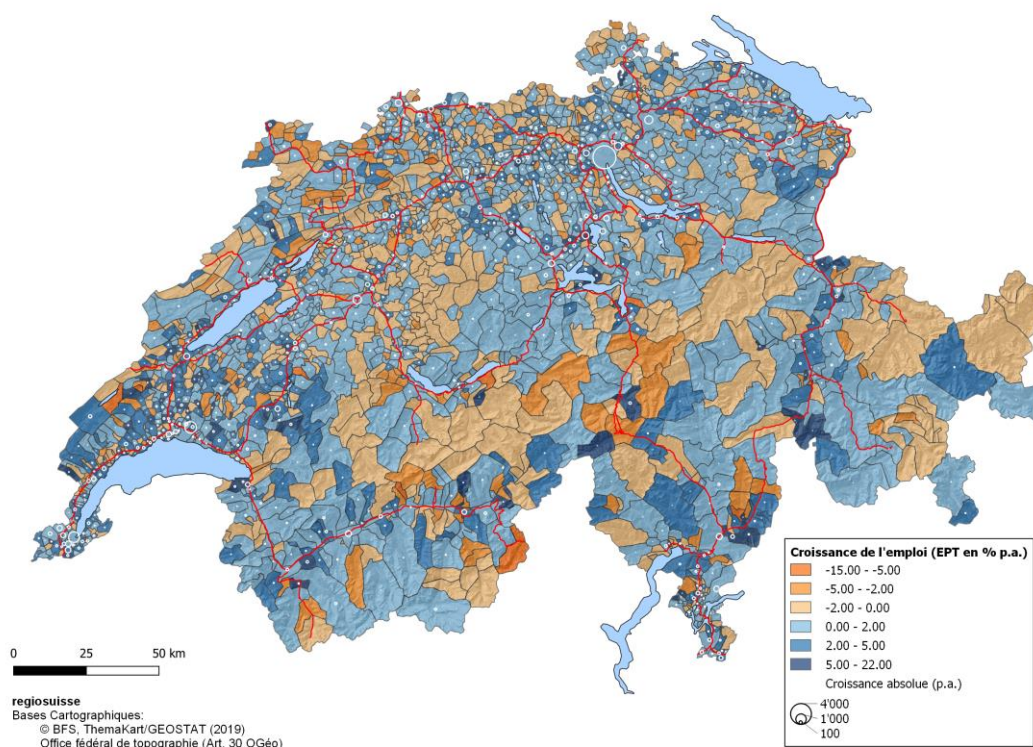 Croissance de l'emploi (EPT en % p.a.)
-15.00 - -5.00
-5.00 - -2.00
-2.00 - 0.00
0.00 - 2.00
2.00 - 5.00
5.00 - 22.00
Croissance absolue (p.a.)
4'000
1'000
100
0 25 50 km
regiosuisse
Bases Cartographiques:
© BFS, ThemaKart/GEOSTAT (2019)
Office fédéral de topographie (Art. 30 OGéo)